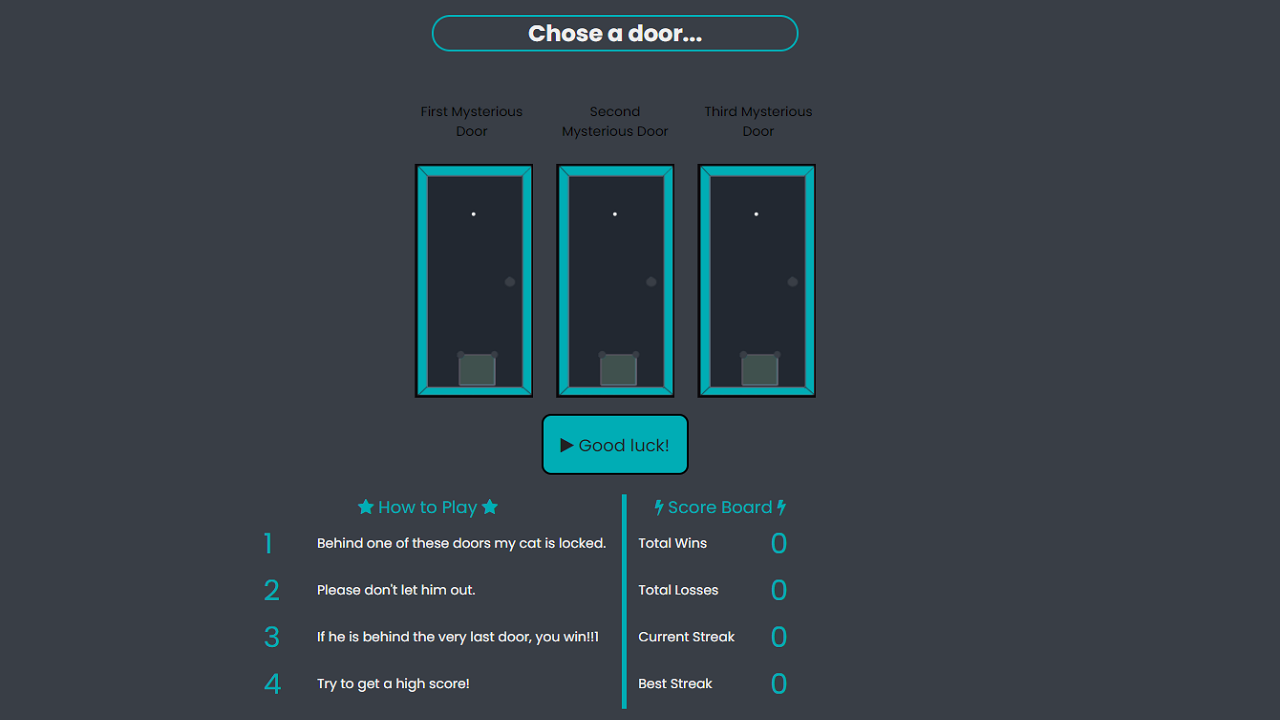 Chose a door...
First Mysterious
Door
Second
Mysterious Door
Third Mysterious
Door
Good luck!
How to Play
1 Behind one of these doors my cat is locked.
2 Please don't let him out.
3 If he is behind the very last door, you win!!1
4 Try to get a high score!
Score Board
Total Wins 0
Total Losses 0
Current Streak 0
Best Streak 0